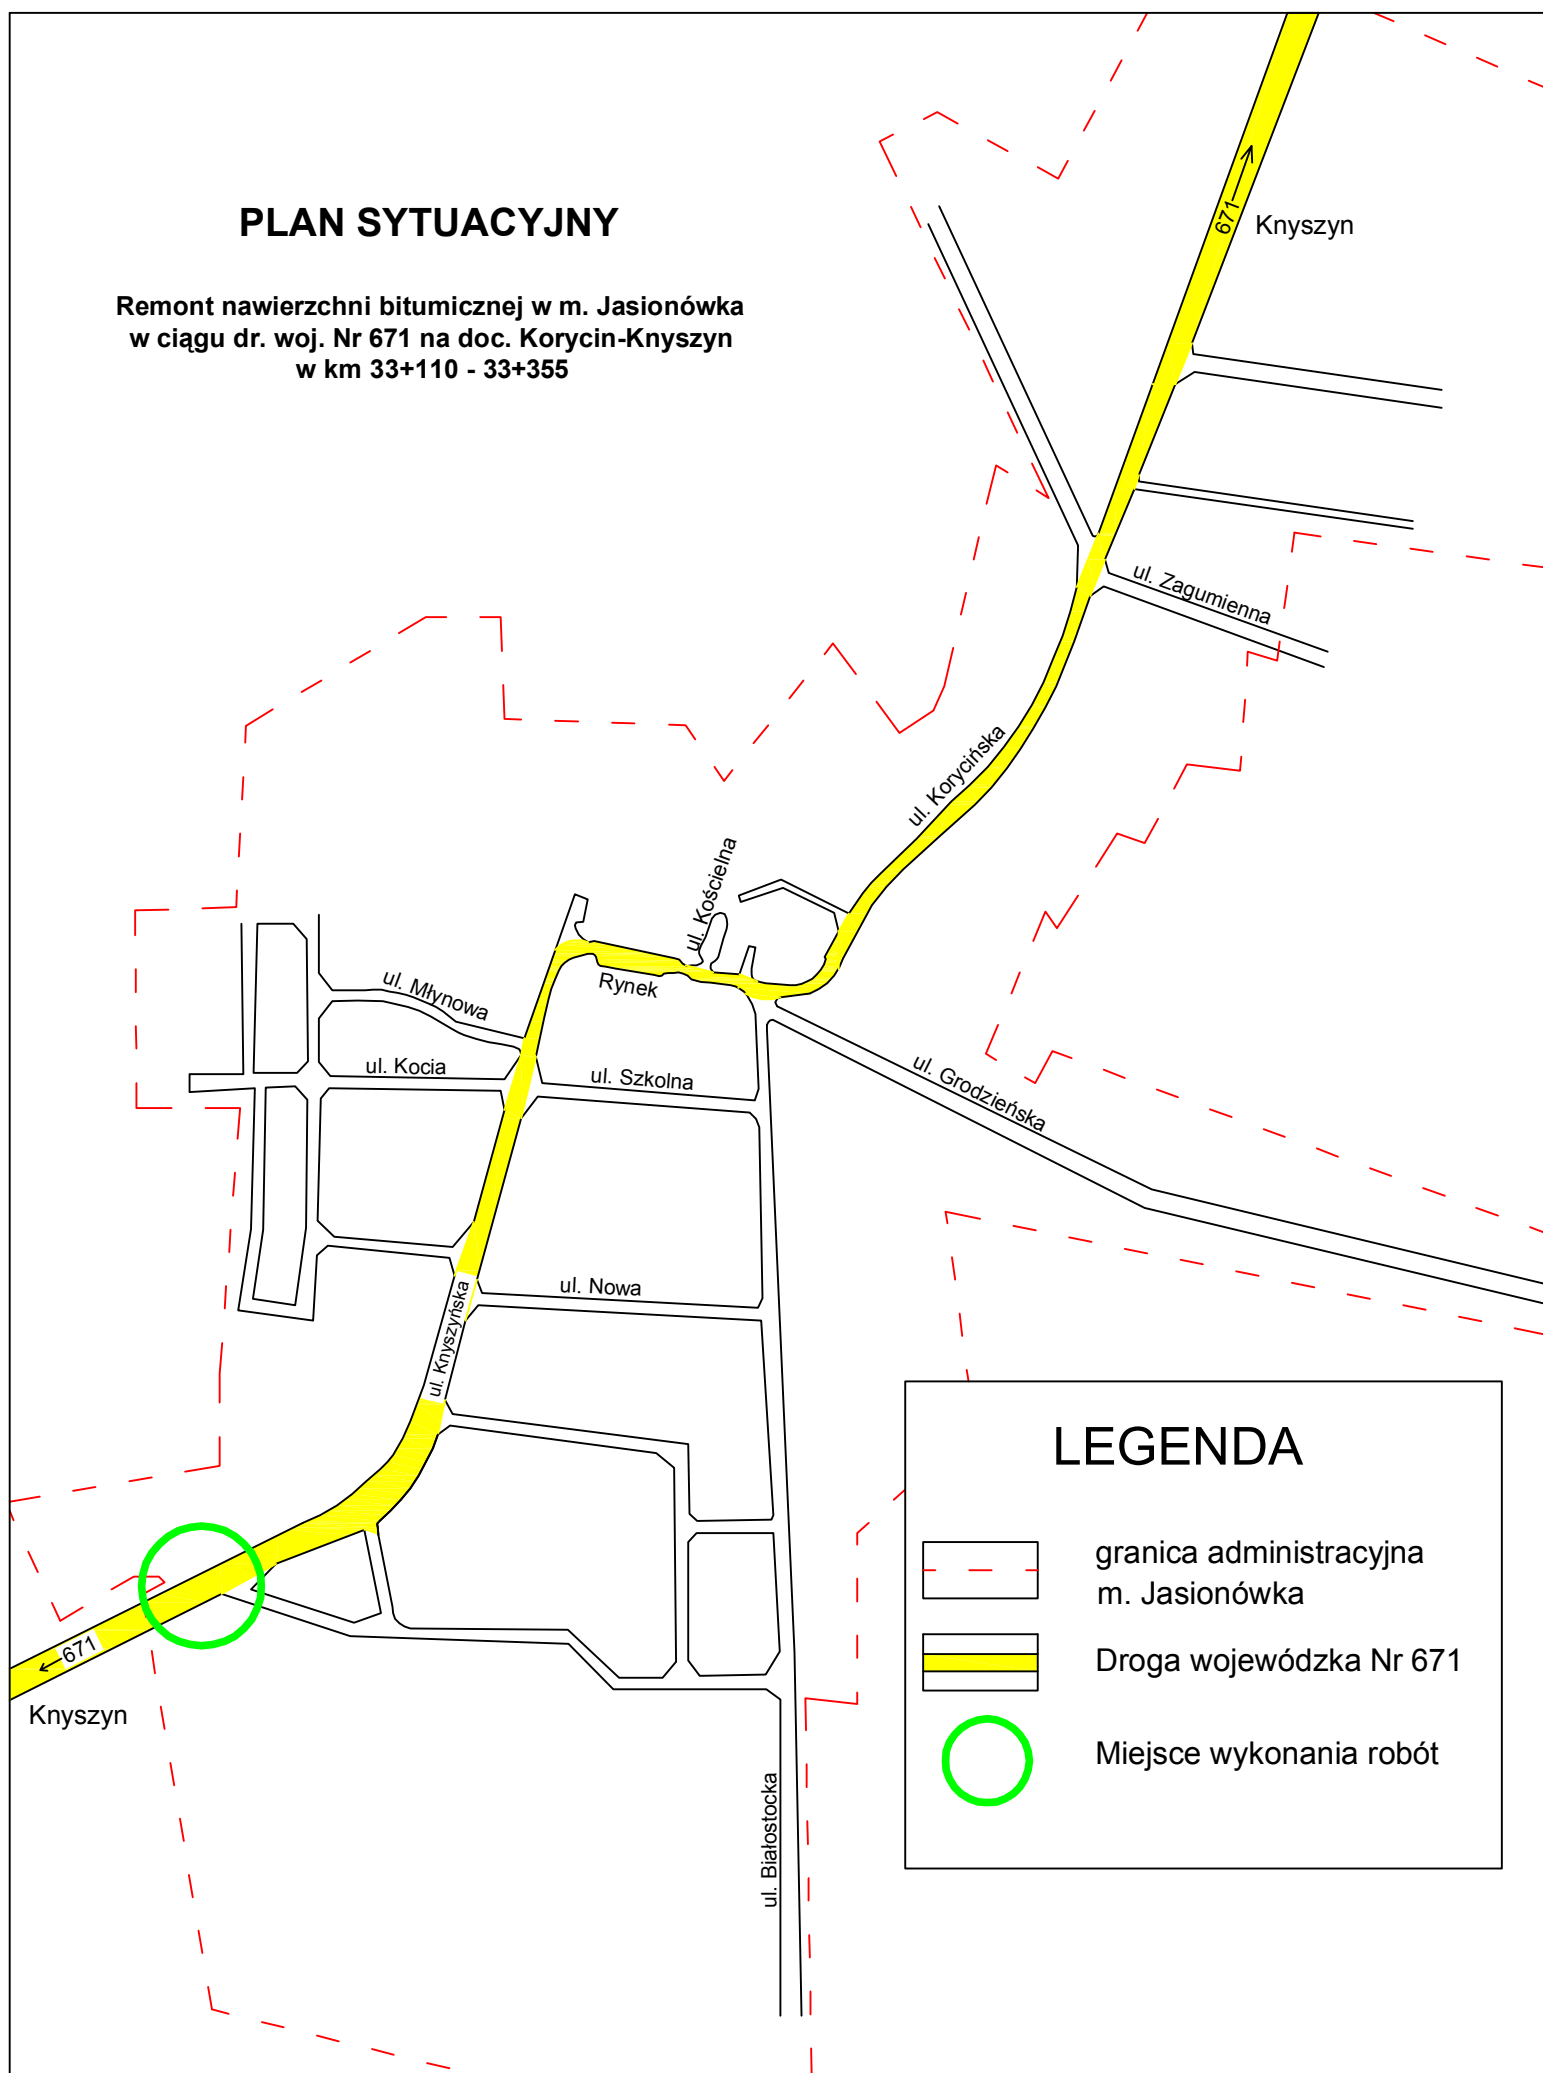 PLAN SYTUACYJNY
Remont nawierzchni bitumicznej w m. Jasionówka
w ciągu dr. woj. Nr 671 na doc. Korycin-Knyszyn
w km 33+110 - 33+355
671
Knyszyn
ul. Zagumienna
ul. Korycińska
ul. Kościelna
Rynek
ul. Młynowa
ul. Kocia
ul. Szkolna
ul. Grodzieńska
ul. Nowa
ul. Knyszyńska
671
Knyszyn
ul. Białostocka
LEGENDA
granica administracyjna
m. Jasionówka
Droga wojewódzka Nr 671
Miejsce wykonania robót